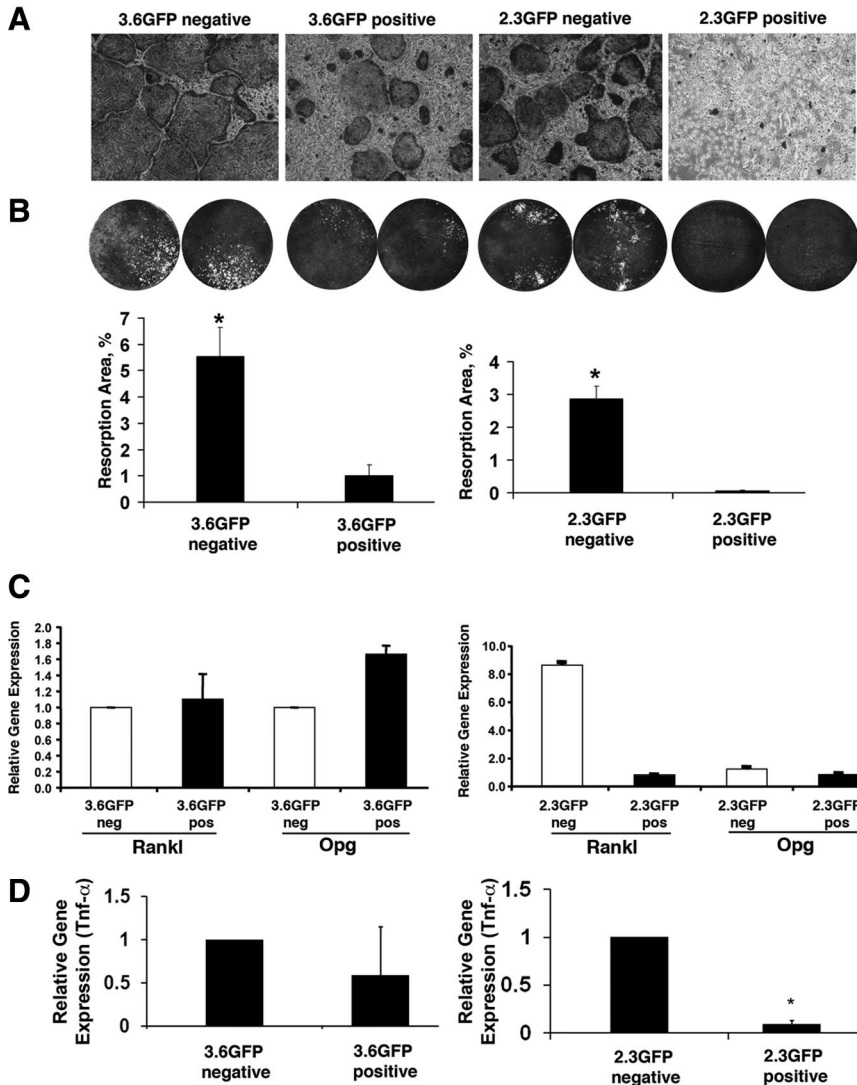 A
3.6GFP negative
3.6GFP positive
2.3GFP negative
2.3GFP positive
B
Resorption Area, %
7
6
5
4
3
2
1
0
*
3.6GFP negative
3.6GFP positive
Resorption Area, %
4
3
2
1
0
*
2.3GFP negative
2.3GFP positive
C
Relative Gene Expression
2.0
1.8
1.6
1.4
1.2
1.0
0.8
0.6
0.4
0.2
0.0
3.6GFP neg
3.6GFP pos
3.6GFP neg
3.6GFP pos
Rankl
Opg
Relative Gene Expression
10.0
8.0
6.0
4.0
2.0
0.0
2.3GFP neg
2.3GFP pos
2.3GFP neg
2.3GFP pos
Rankl
Opg
D
Relative Gene Expression (Tnf-α)
1.5
1
0.5
0
3.6GFP negative
3.6GFP positive
Relative Gene Expression (Tnf-α)
1.5
1
0.5
0
*
2.3GFP negative
2.3GFP positive